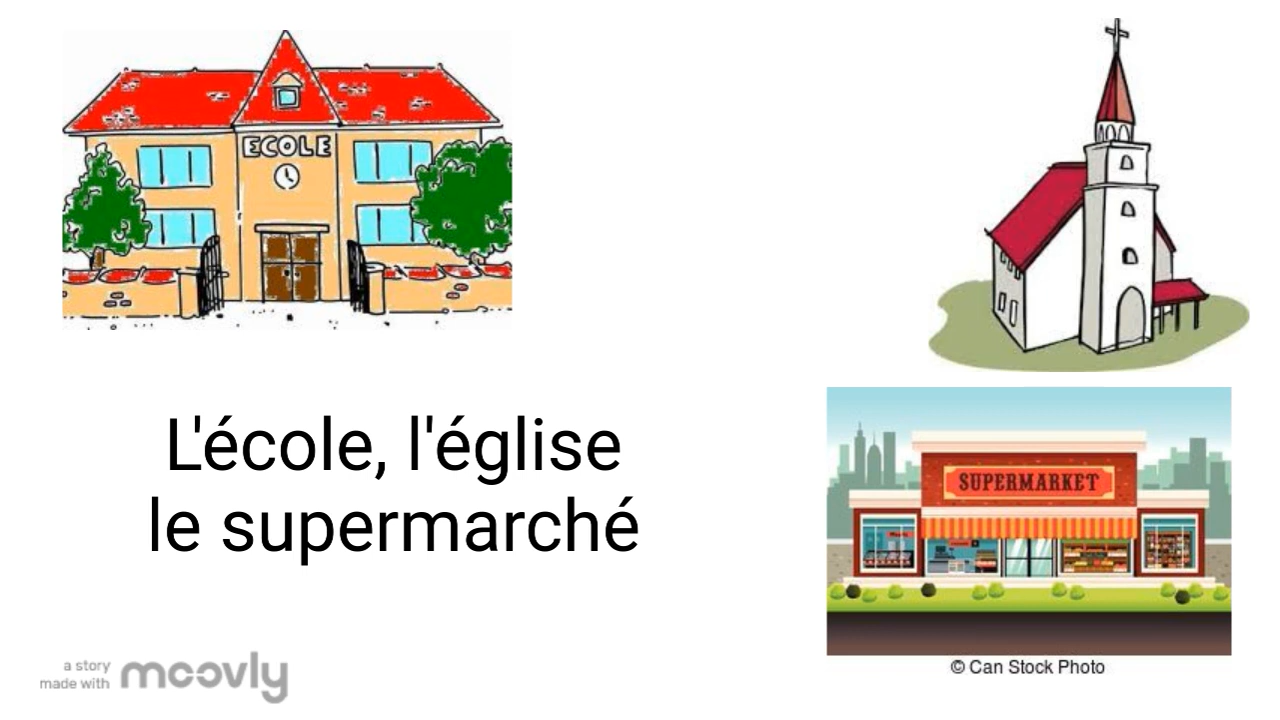 ECOLE
L'école, l'église
le supermarché
SUPERMARKET
© Can Stock Photo
a story
made with moovly